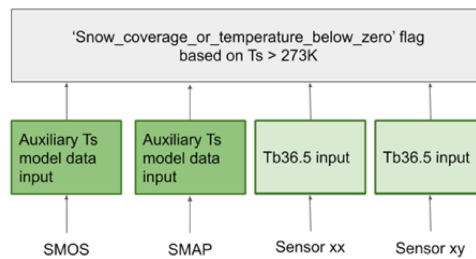 ‘Snow_coverage_or_temperature_below_zero’ flag
based on Ts > 273K
Auxiliary Ts
model data
input
Auxiliary Ts
model data
input
Tb36.5 input
Tb36.5 input
SMOS
SMAP
Sensor xx
Sensor xy